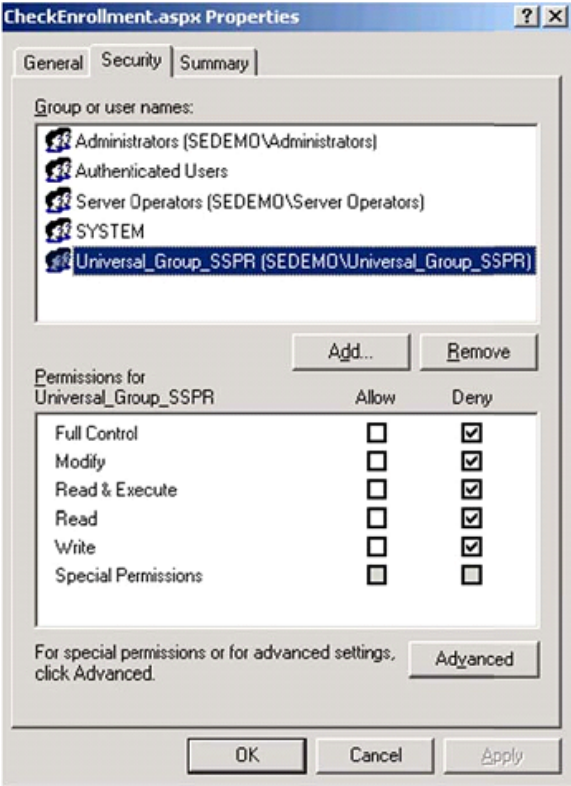 CheckEnrollment.aspx Properties
General Security Summary
Group or user names:
Administrators (SEDEMO\Administrators)
Authenticated Users
Server Operators (SEDEMO\Server Operators)
SYSTEM
Universal_Group_SSPR (SEDEMO\Universal_Group_SSPR)
Add... Remove
Permissions for
Universal_Group_SSPR Allow Deny
Full Control
Modify
Read & Execute
Read
Write
Special Permissions
For special permissions or for advanced settings,
click Advanced.
Advanced
OK Cancel Apply